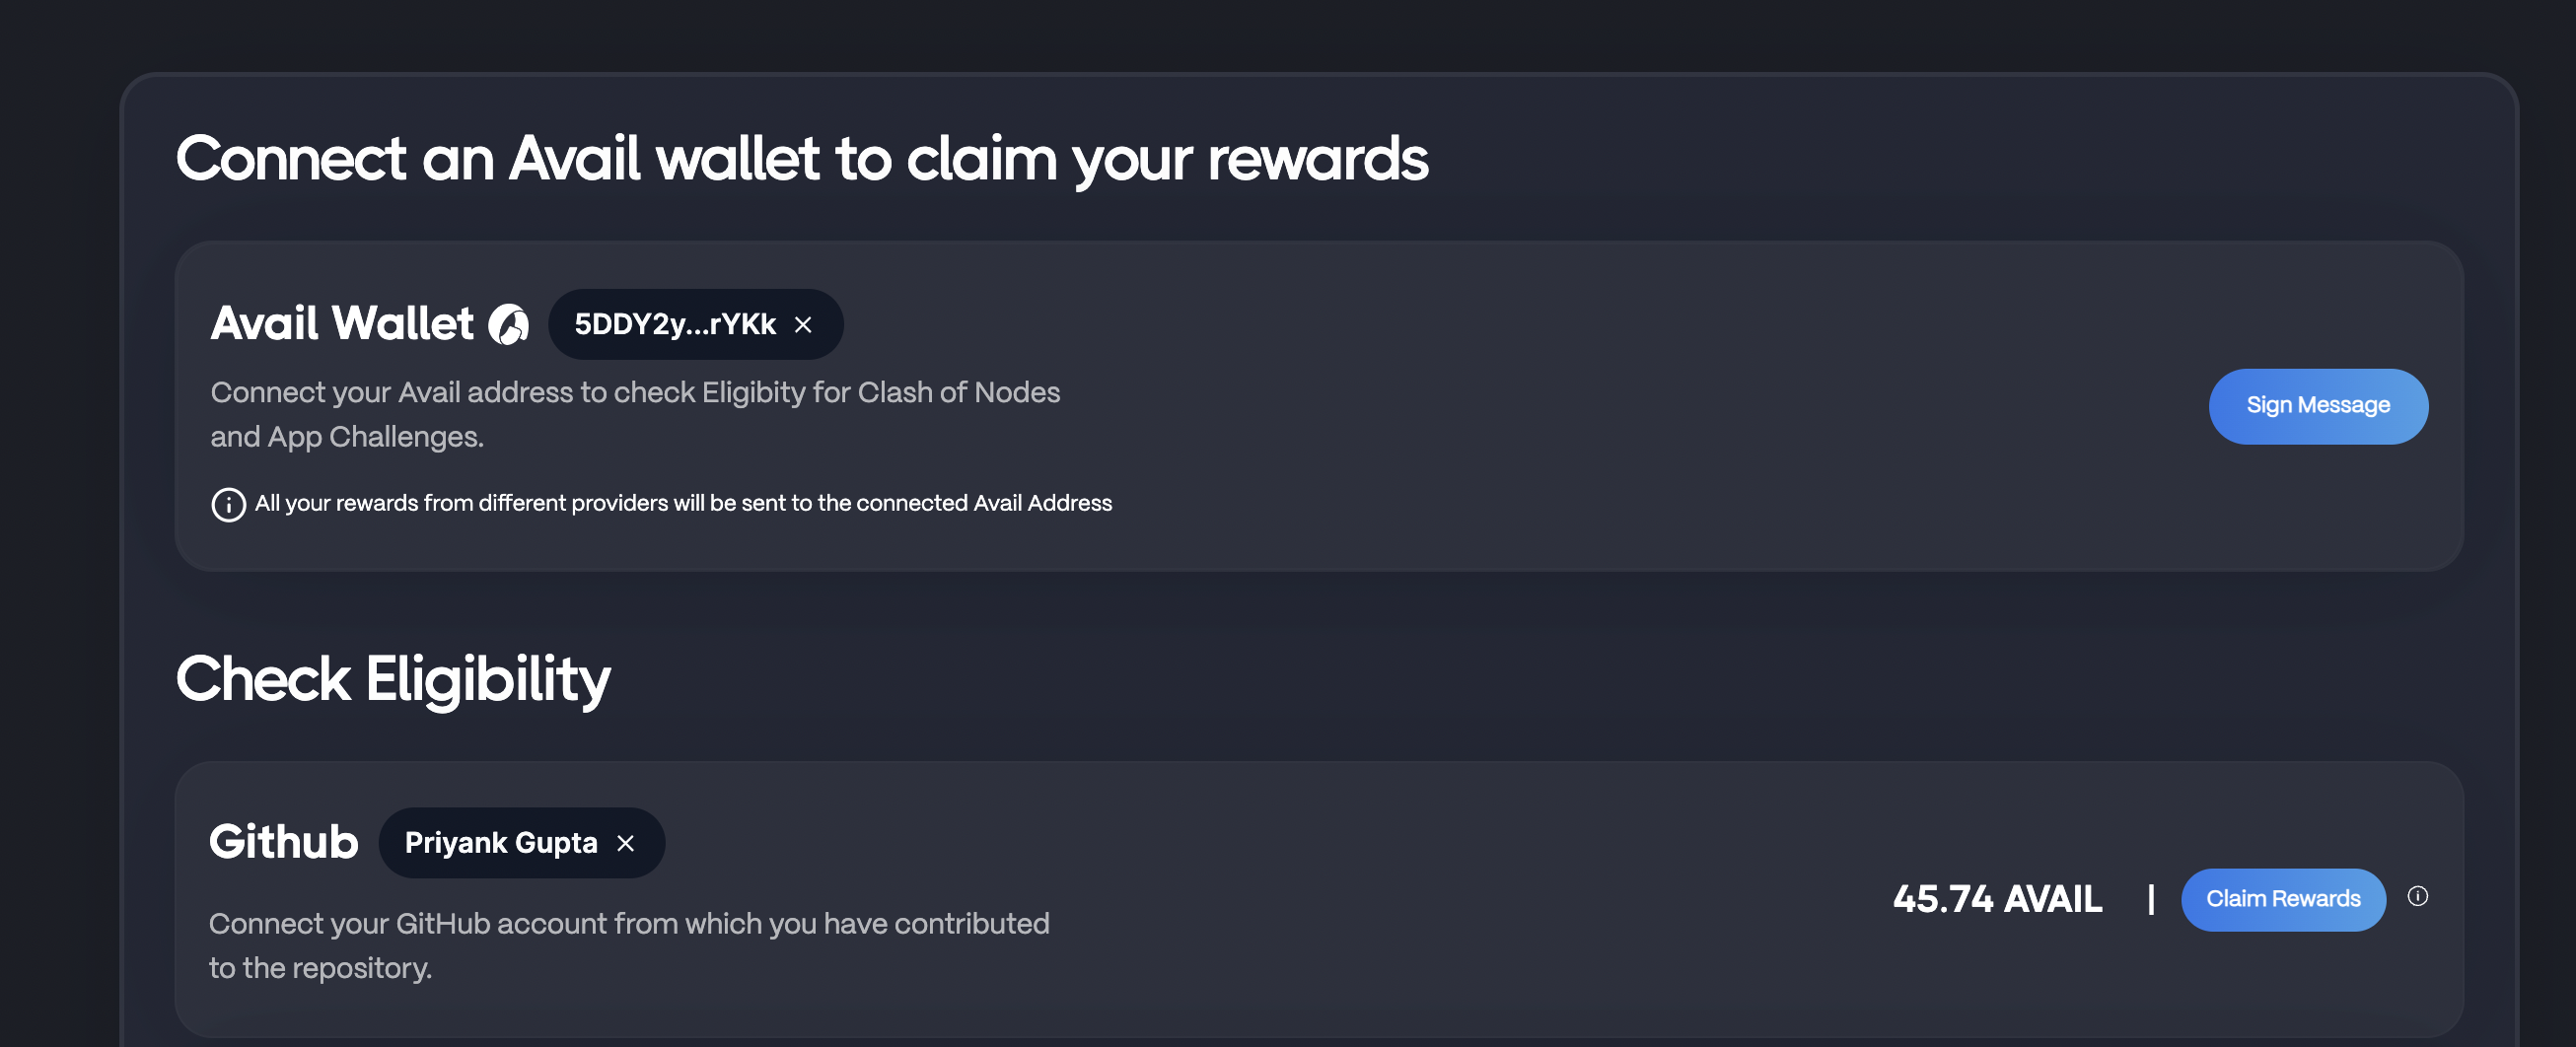 Connect an Avail wallet to claim your rewards
Avail Wallet 5DDY2y...rYKk ×
Connect your Avail address to check Eligibity for Clash of Nodes
and App Challenges.
Sign Message
All your rewards from different providers will be sent to the connected Avail Address
Check Eligibility
Github Priyank Gupta ×
Connect your GitHub account from which you have contributed
to the repository.
45.74 AVAIL | Claim Rewards